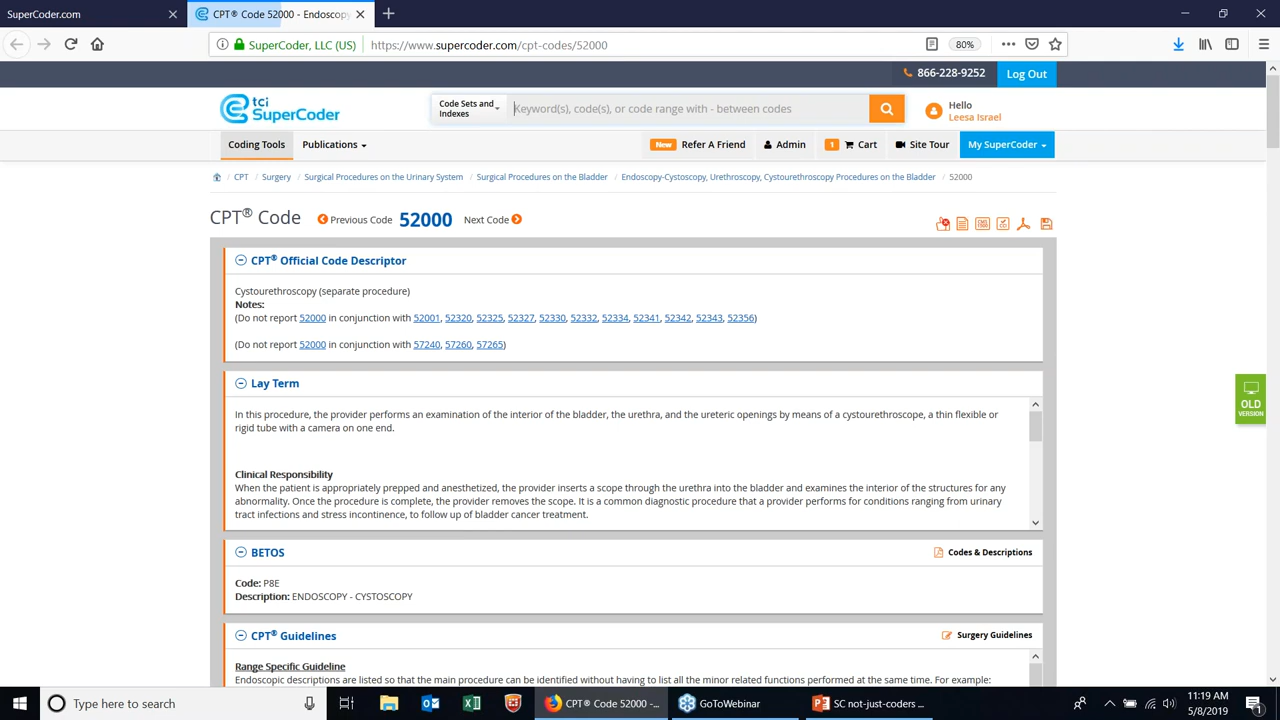 SuperCoder.com
CPT® Code 52000 - Endoscopy
SuperCoder, LLC (US)
https://www.supercoder.com/cpt-codes/52000
80%
866-228-9252
Log Out
tci
SuperCoder
Code Sets and
Indexes
Keyword(s), code(s), or code range with - between codes
Hello
Leesa Israel
Coding Tools
Publications
New
Refer A Friend
Admin
1
Cart
Site Tour
My SuperCoder
/ CPT / Surgery / Surgical Procedures on the Urinary System / Surgical Procedures on the Bladder / Endoscopy-Cystoscopy, Urethroscopy, Cystourethroscopy Procedures on the Bladder / 52000
CPT® Code
Previous Code
52000
Next Code
CPT® Official Code Descriptor
Cystourethroscopy (separate procedure)
Notes:
(Do not report 52000 in conjunction with 52001, 52320, 52325, 52327, 52330, 52332, 52334, 52341, 52342, 52343, 52356)
(Do not report 52000 in conjunction with 57240, 57260, 57265)
Lay Term
In this procedure, the provider performs an examination of the interior of the bladder, the urethra, and the ureteric openings by means of a cystourethroscope, a thin flexible or
rigid tube with a camera on one end.
OLD
VERSION
Clinical Responsibility
When the patient is appropriately prepped and anesthetized, the provider inserts a scope through the urethra into the bladder and examines the interior of the structures for any
abnormality. Once the procedure is complete, the provider removes the scope. It is a common diagnostic procedure that a provider performs for conditions ranging from urinary
tract infections and stress incontinence, to follow up of bladder cancer treatment.
BETOS
Codes & Descriptions
Code: P8E
Description: ENDOSCOPY - CYSTOSCOPY
CPT® Guidelines
Surgery Guidelines
Range Specific Guideline
Endoscopic descriptions are listed so that the main procedure can be identified without having to list all the minor related functions performed at the same time. For example:
Type here to search
CPT® Code 52000 -...
GoToWebinar
SC not-just-coders ...
11:19 AM
5/8/2019
1